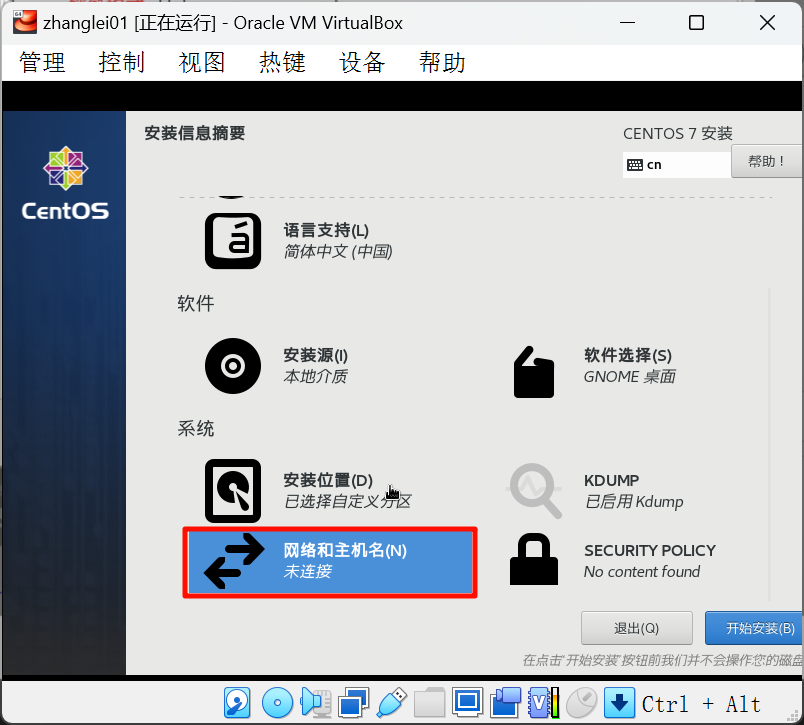 zhanglei01 [正在运行] - Oracle VM VirtualBox
管理 控制 视图 热键 设备 帮助
安装信息摘要
CENTOS 7 安装
cn
帮助！
CentOS
语言支持(L)
简体中文 (中国)
软件
安装源(I)
本地介质
软件选择(S)
GNOME 桌面
系统
安装位置(D)
已选择自定义分区
KDUMP
已启用 Kdump
网络和主机名(N)
未连接
SECURITY POLICY
No content found
退出(Q)
开始安装(B)
在点击'开始安装'按钮前我们并不会操作您的磁盘
Ctrl + Alt